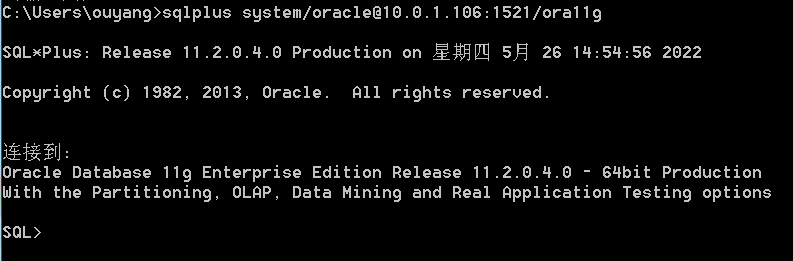 C:\Users\ouyang>sqlplus system/oracle@10.0.1.106:1521/ora11g
SQL*Plus: Release 11.2.0.4.0 Production on 星期四 5月 26 14:54:56 2022
Copyright (c) 1982, 2013, Oracle.  All rights reserved.
连接到:
Oracle Database 11g Enterprise Edition Release 11.2.0.4.0 - 64bit Production
With the Partitioning, OLAP, Data Mining and Real Application Testing options
SQL>